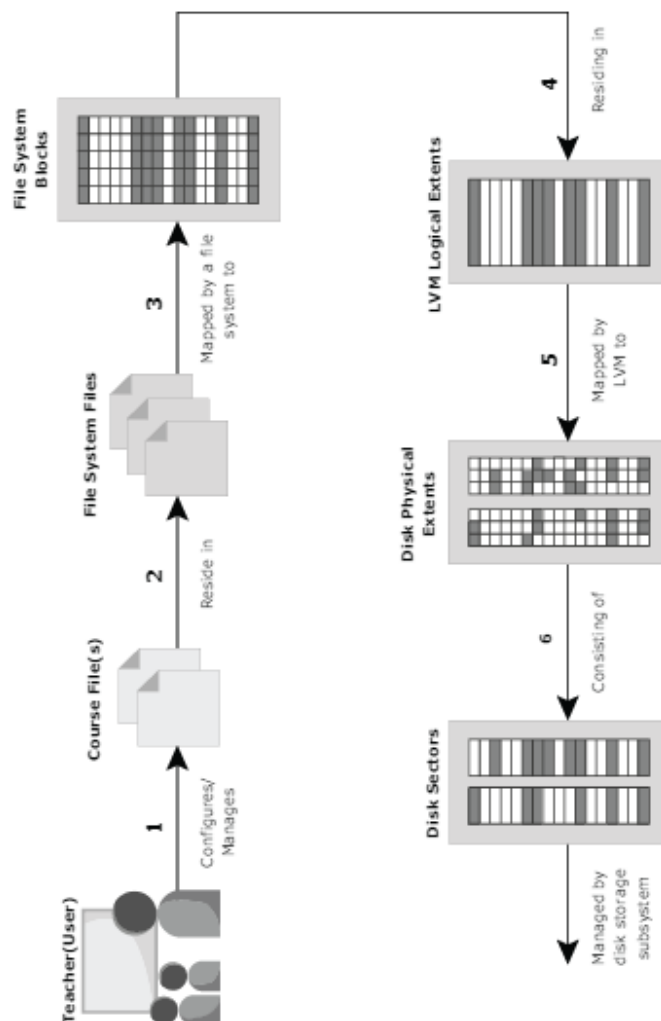 Teacher(User)
1
Configures/
Manages
Course File(s)
2
Reside in
File System Files
3
Mapped by a file
system to
File System
Blocks
4
Residing in
LVM Logical Extents
5
Mapped by
LVM to
Disk Physical
Extents
6
Consisting of
Disk Sectors
Managed by
disk storage
subsystem